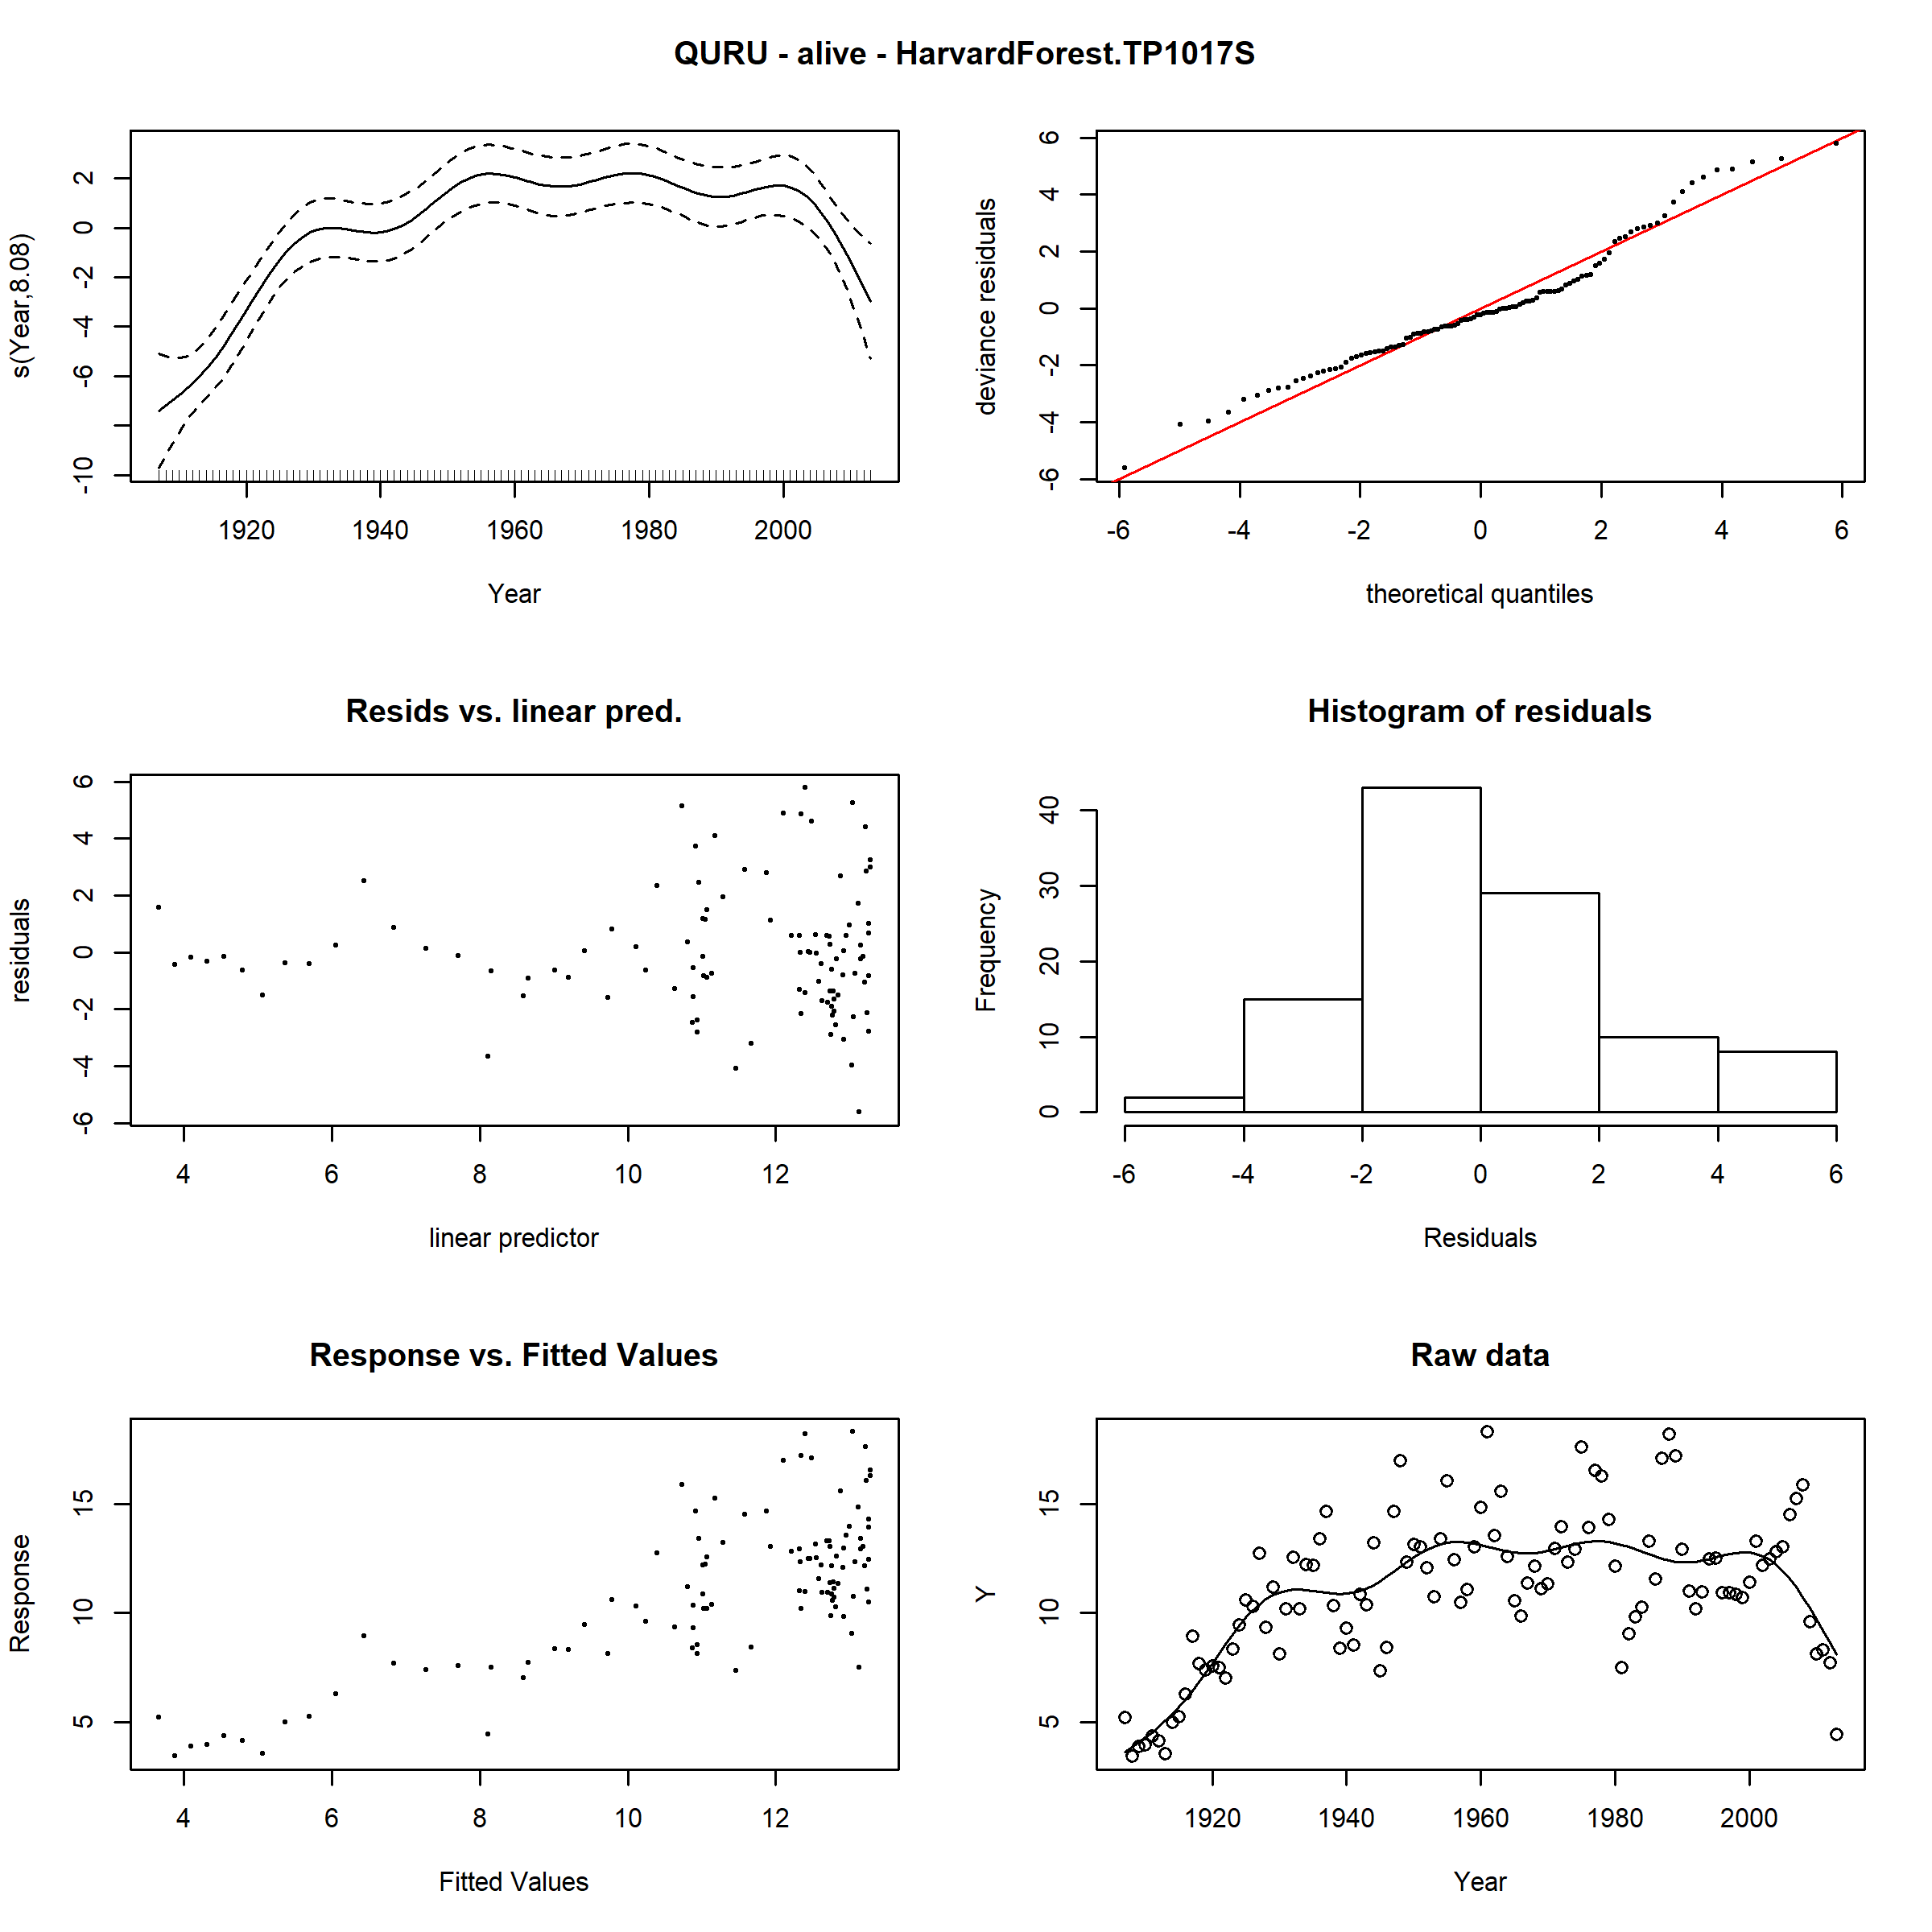 QURU - alive - HarvardForest.TP1017S
s(Year,8.08)
2
0
-2
-4
-6
-10
1920 1940 1960 1980 2000
Year
deviance residuals
6
4
2
0
-2
-4
-6
-6 -4 -2 0 2 4 6
theoretical quantiles
Resids vs. linear pred.
residuals
6
4
2
0
-2
-4
-6
4 6 8 10 12
linear predictor
Histogram of residuals
Frequency
40
30
20
10
0
-6 -4 -2 0 2 4 6
Residuals
Response vs. Fitted Values
Response
15
10
5
4 6 8 10 12
Fitted Values
Raw data
Y
15
10
5
1920 1940 1960 1980 2000
Year